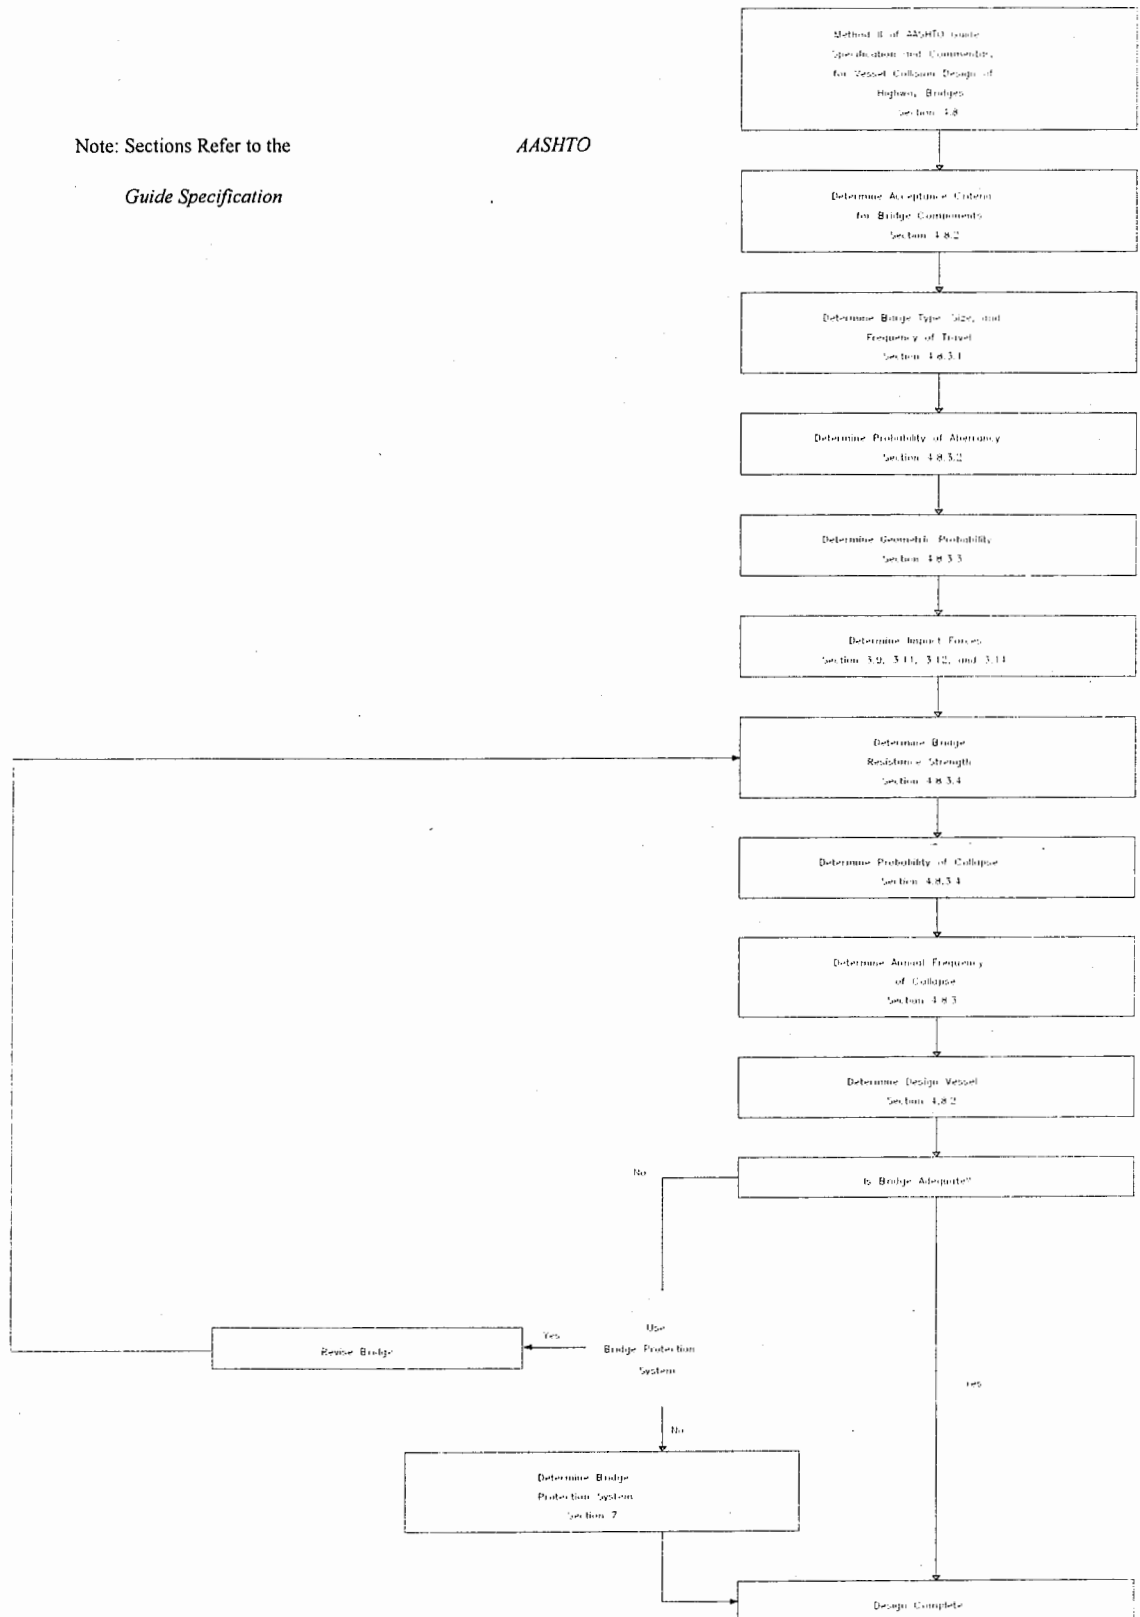 Method II of AASHTO Guide
Specification and Commentary
for Vessel Collision Design of
Highway Bridges
Section 4.8
Note: Sections Refer to the AASHTO
Guide Specification
Determine Acceptance Criteria
for Bridge Components
Section 4.8.2
Determine Barge Type, Size, and
Frequency of Travel
Section 4.8.3.1
Determine Probability of Aberrancy
Section 4.8.3.2
Determine Geometric Probability
Section 4.8.3.3
Determine Impact Forces
Section 3.9, 3.11, 3.12, and 3.14
Determine Bridge
Resistance Strength
Section 4.8.3.4
Determine Probability of Collapse
Section 4.8.3.4
Determine Annual Frequency
of Collapse
Section 4.8.3
Determine Design Vessel
Section 4.8.2
No
Is Bridge Adequate?
Use
Bridge Protection
System
Yes
Revise Bridge
Yes
No
Determine Bridge
Protection System
Section 7
Design Complete